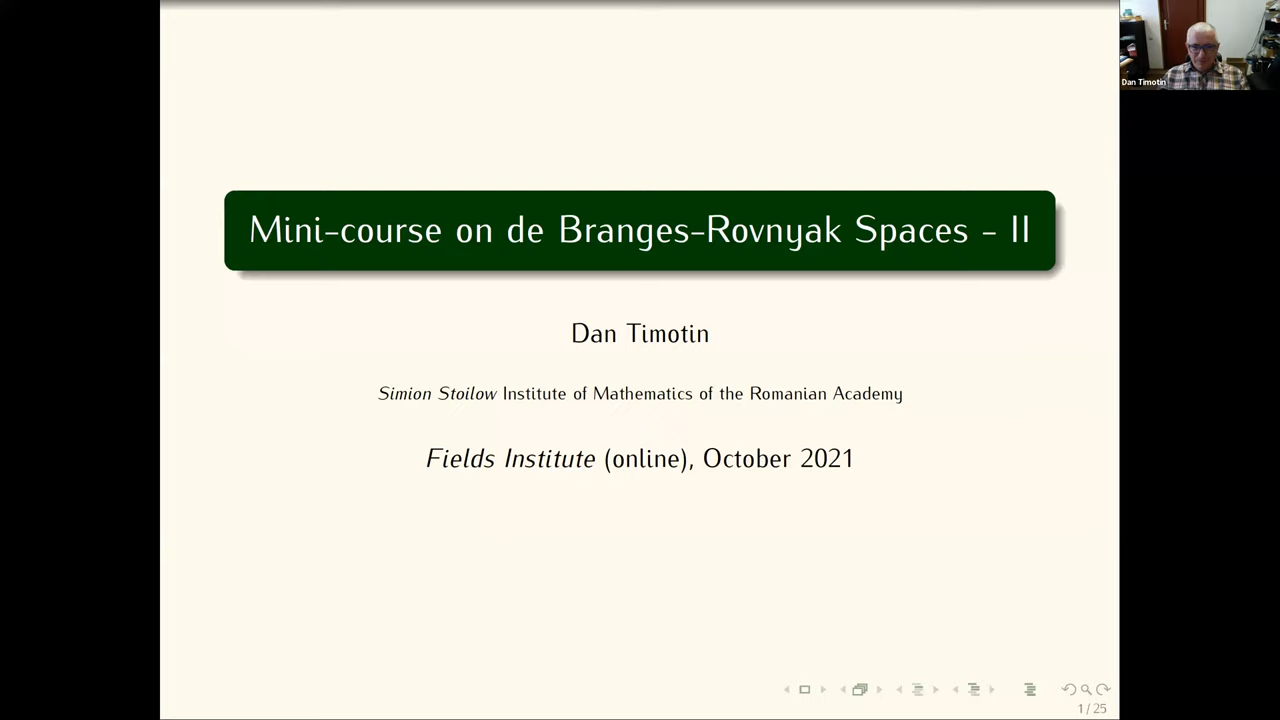 Mini-course on de Branges-Rovnyak Spaces - II
Dan Timotin
Simion Stoilow Institute of Mathematics of the Romanian Academy
Fields Institute (online), October 2021
1 / 25
Dan Timotin